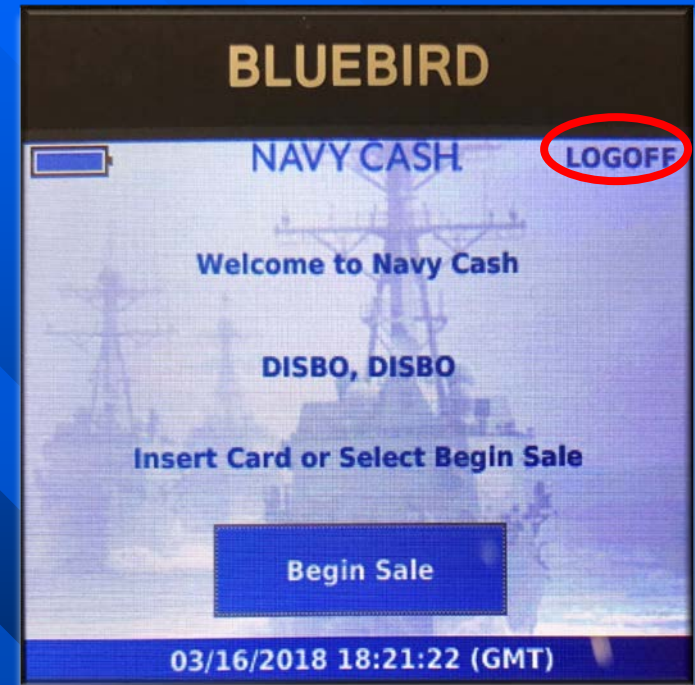 BLUEBIRD
NAVY CASH
LOGOFF
Welcome to Navy Cash
DISBO, DISBO
Insert Card or Select Begin Sale
Begin Sale
03/16/2018 18:21:22 (GMT)